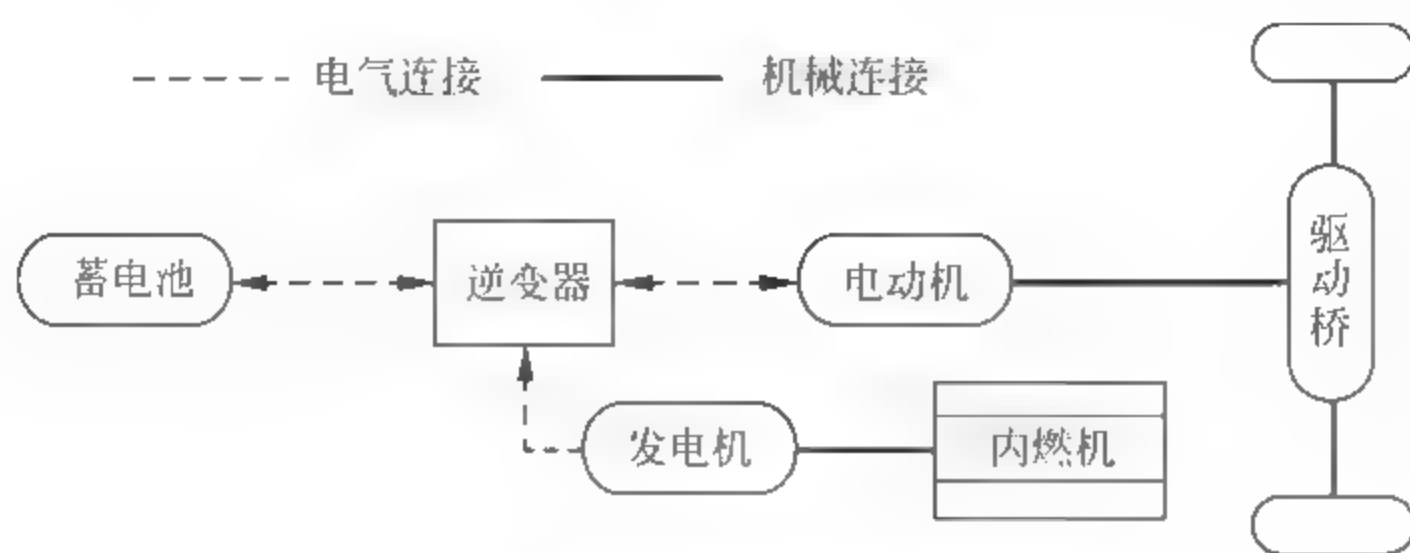 电气连接
机械连接
蓄电池
逆变器
电动机
驱动桥
发电机
内燃机